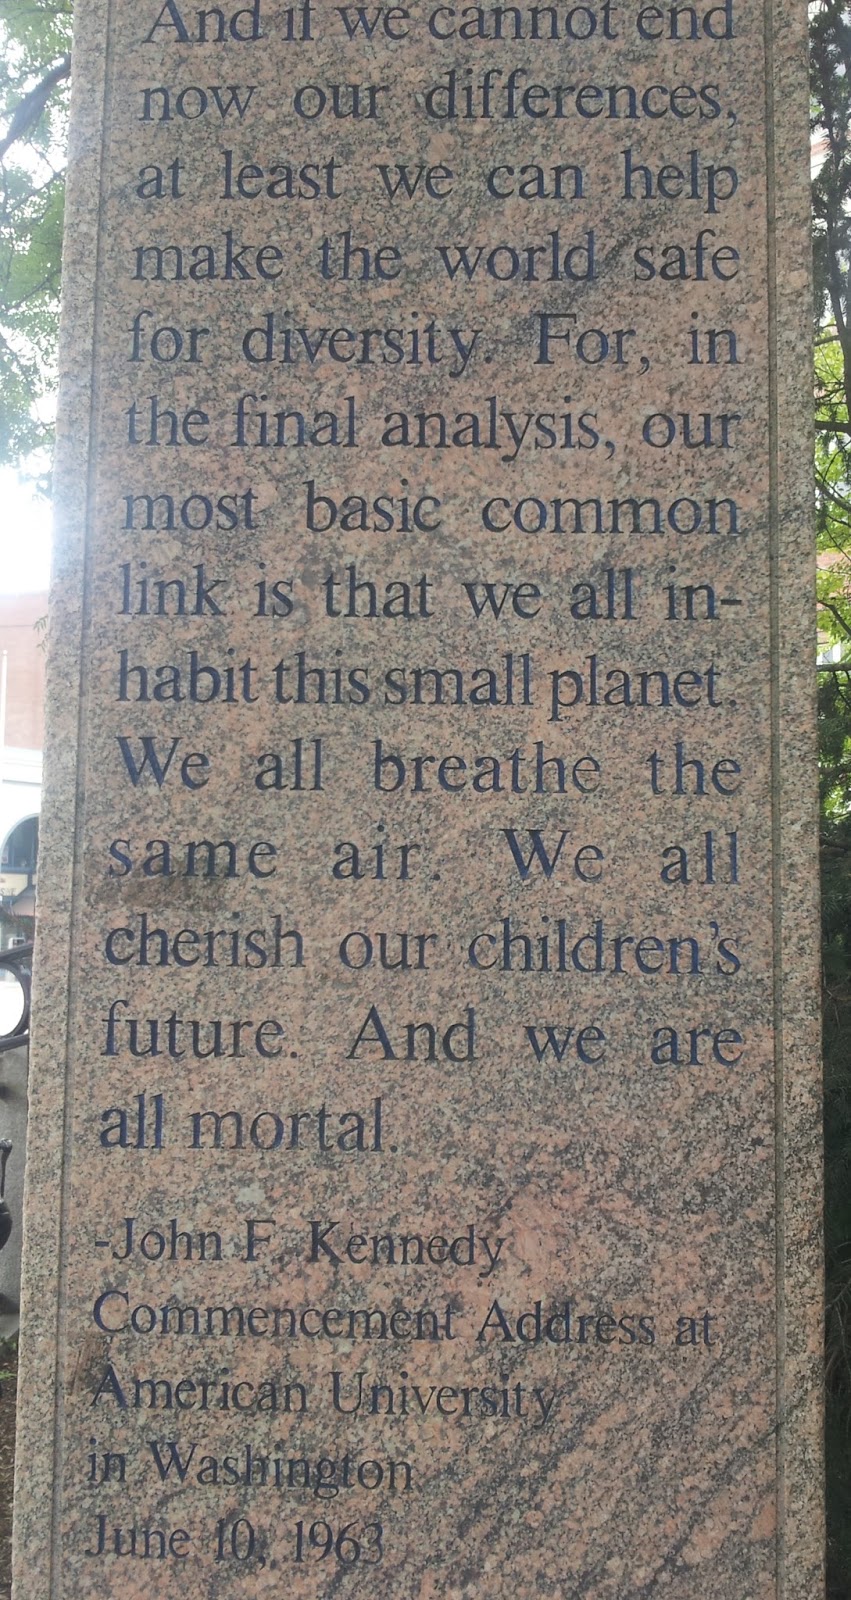 And if we cannot end
now our differences,
at least we can help
make the world safe
for diversity. For, in
the final analysis, our
most basic common
link is that we all in-
habit this small planet.
We all breathe the
same air. We all
cherish our children's
future. And we are
all mortal.
-John F. Kennedy
Commencement Address at
American University
in Washington
June 10, 1963